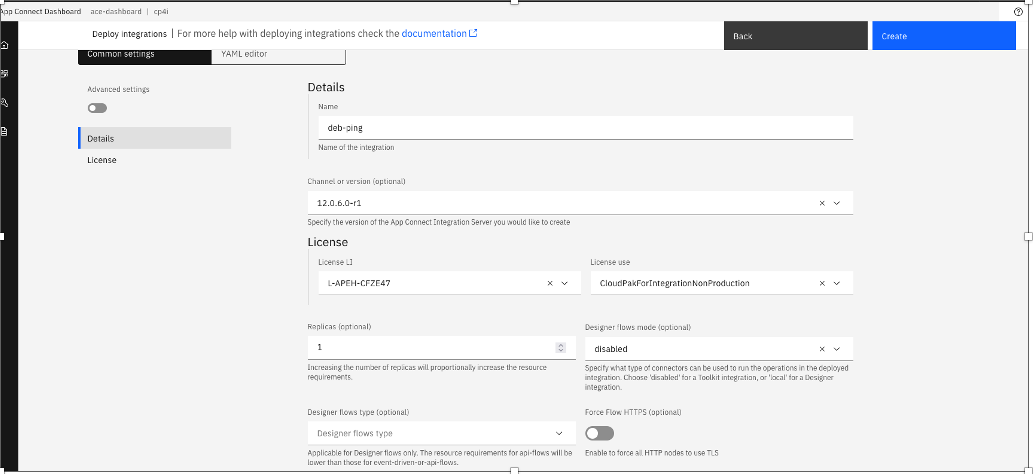 App Connect Dashboard ace-dashboard | cp4i
Deploy integrations | For more help with deploying integrations check the documentation
Back
Create
Common settings
YAML editor
Advanced settings
Details
License
Details
Name
deb-ping
Name of the integration
Channel or version (optional)
12.0.6.0-r1
Specify the version of the App Connect Integration Server you would like to create
License
License LI
License use
L-APEH-CFZE47
CloudPakForIntegrationNonProduction
Replicas (optional)
1
Increasing the number of replicas will proportionally increase the resource
requirements.
Designer flows mode (optional)
disabled
Specify what type of connectors can be used to run the operations in the deployed
integration. Choose 'disabled' for a Toolkit integration, or 'local' for a Designer
integration.
Designer flows type (optional)
Designer flows type
Applicable for Designer flows only. The resource requirements for api-flows will be
lower than those for event-driven-or-api-flows.
Force Flow HTTPS (optional)
Enable to force all HTTP nodes to use TLS